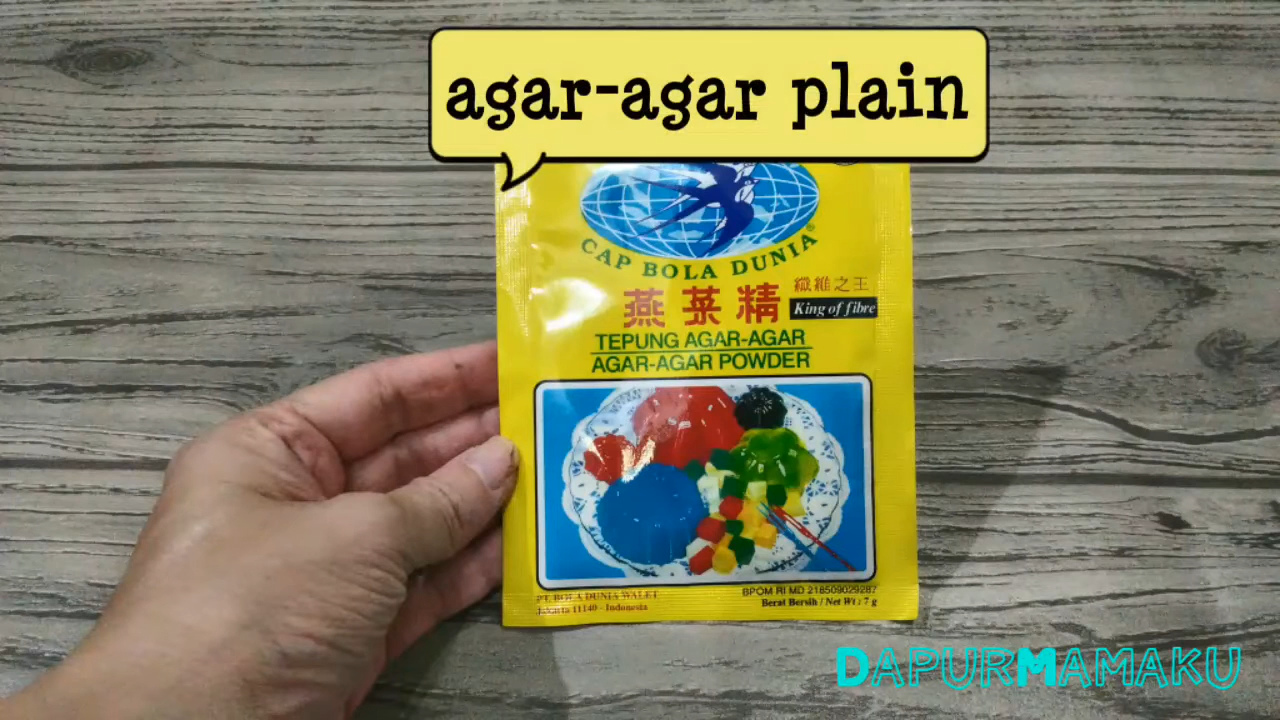 agar-agar plain
CAP BOLA DUNIA®
燕菜精
纖維之王
King of fibre
TEPUNG AGAR-AGAR
AGAR-AGAR POWDER
PT. BOLA DUNIA WALET
Jakarta 11140 - Indonesia
BPOM RI MD 218509029287
Berat Bersih / Net Wt : 7 g
DAPURMAMAKU